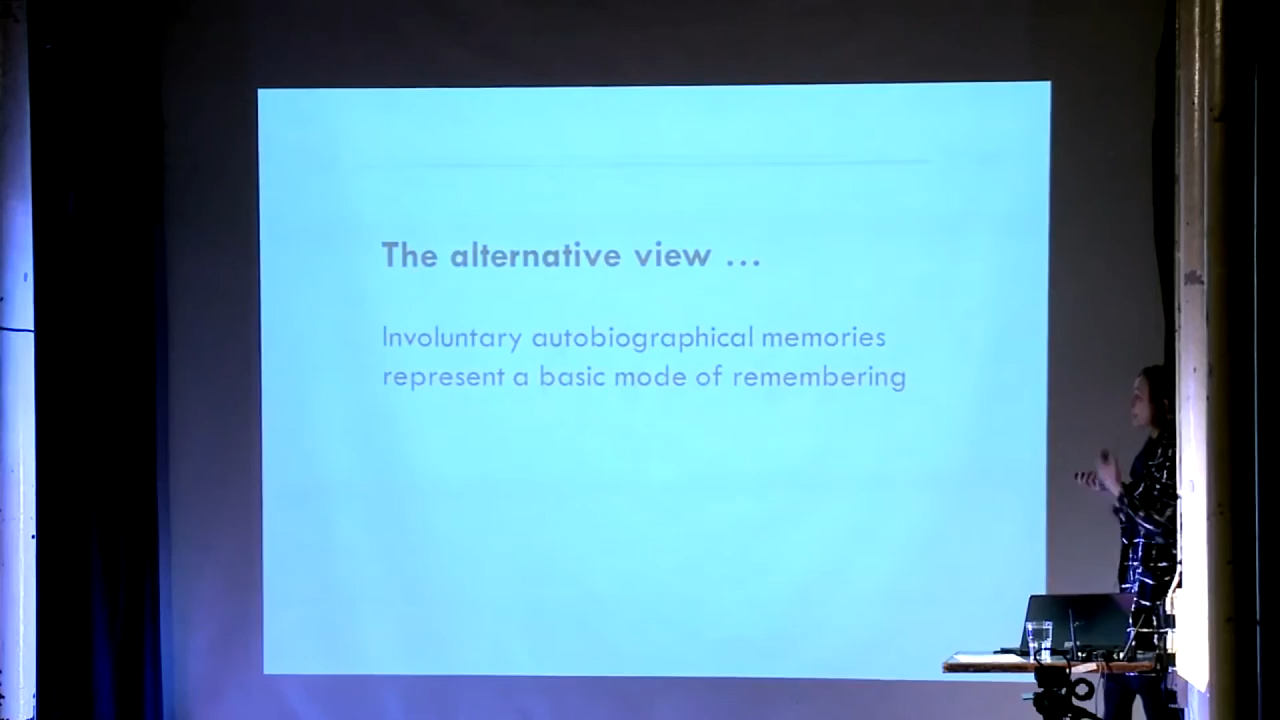 The alternative view ...
Involuntary autobiographical memories
represent a basic mode of remembering